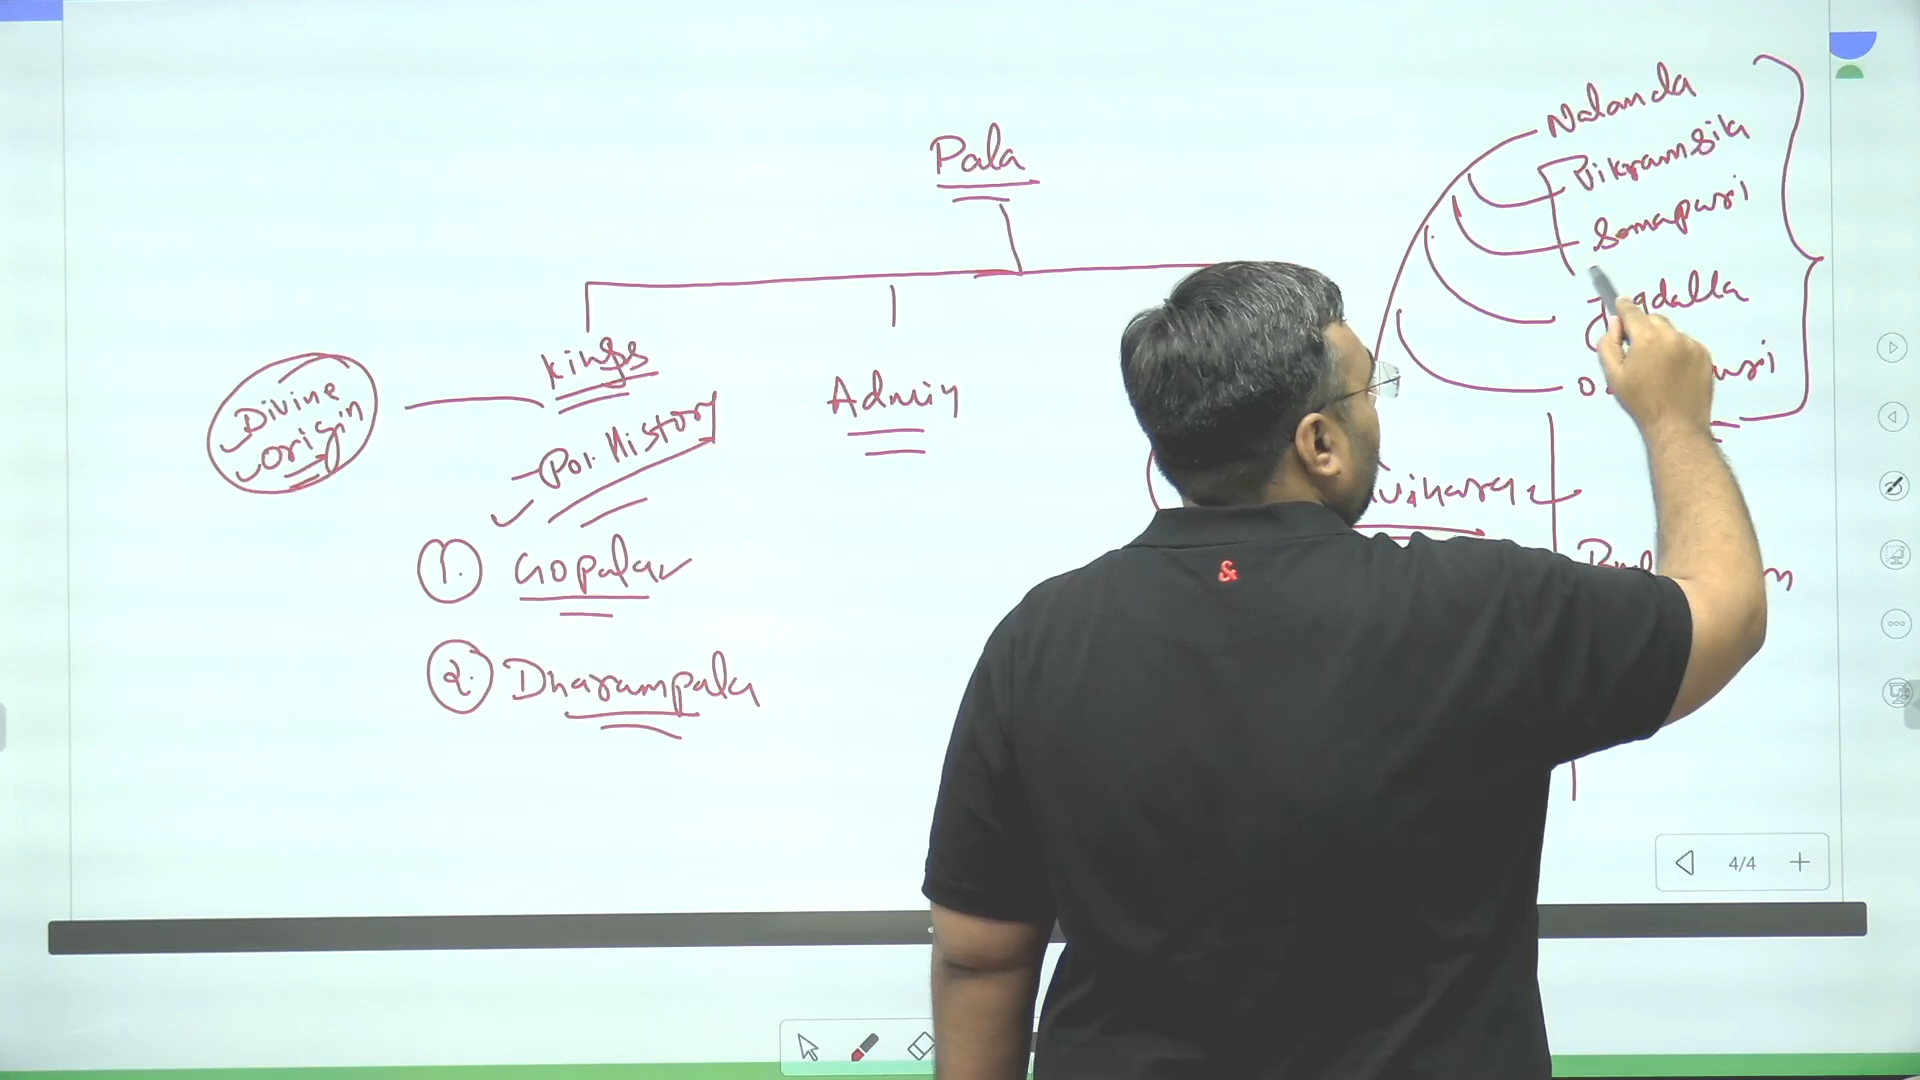 Pala
Kings
Divine
origin
- Pol. History
1. Gopala
2. Dharampala
Admin
Nalanda
Vikramsila
Somapuri
&
4/4